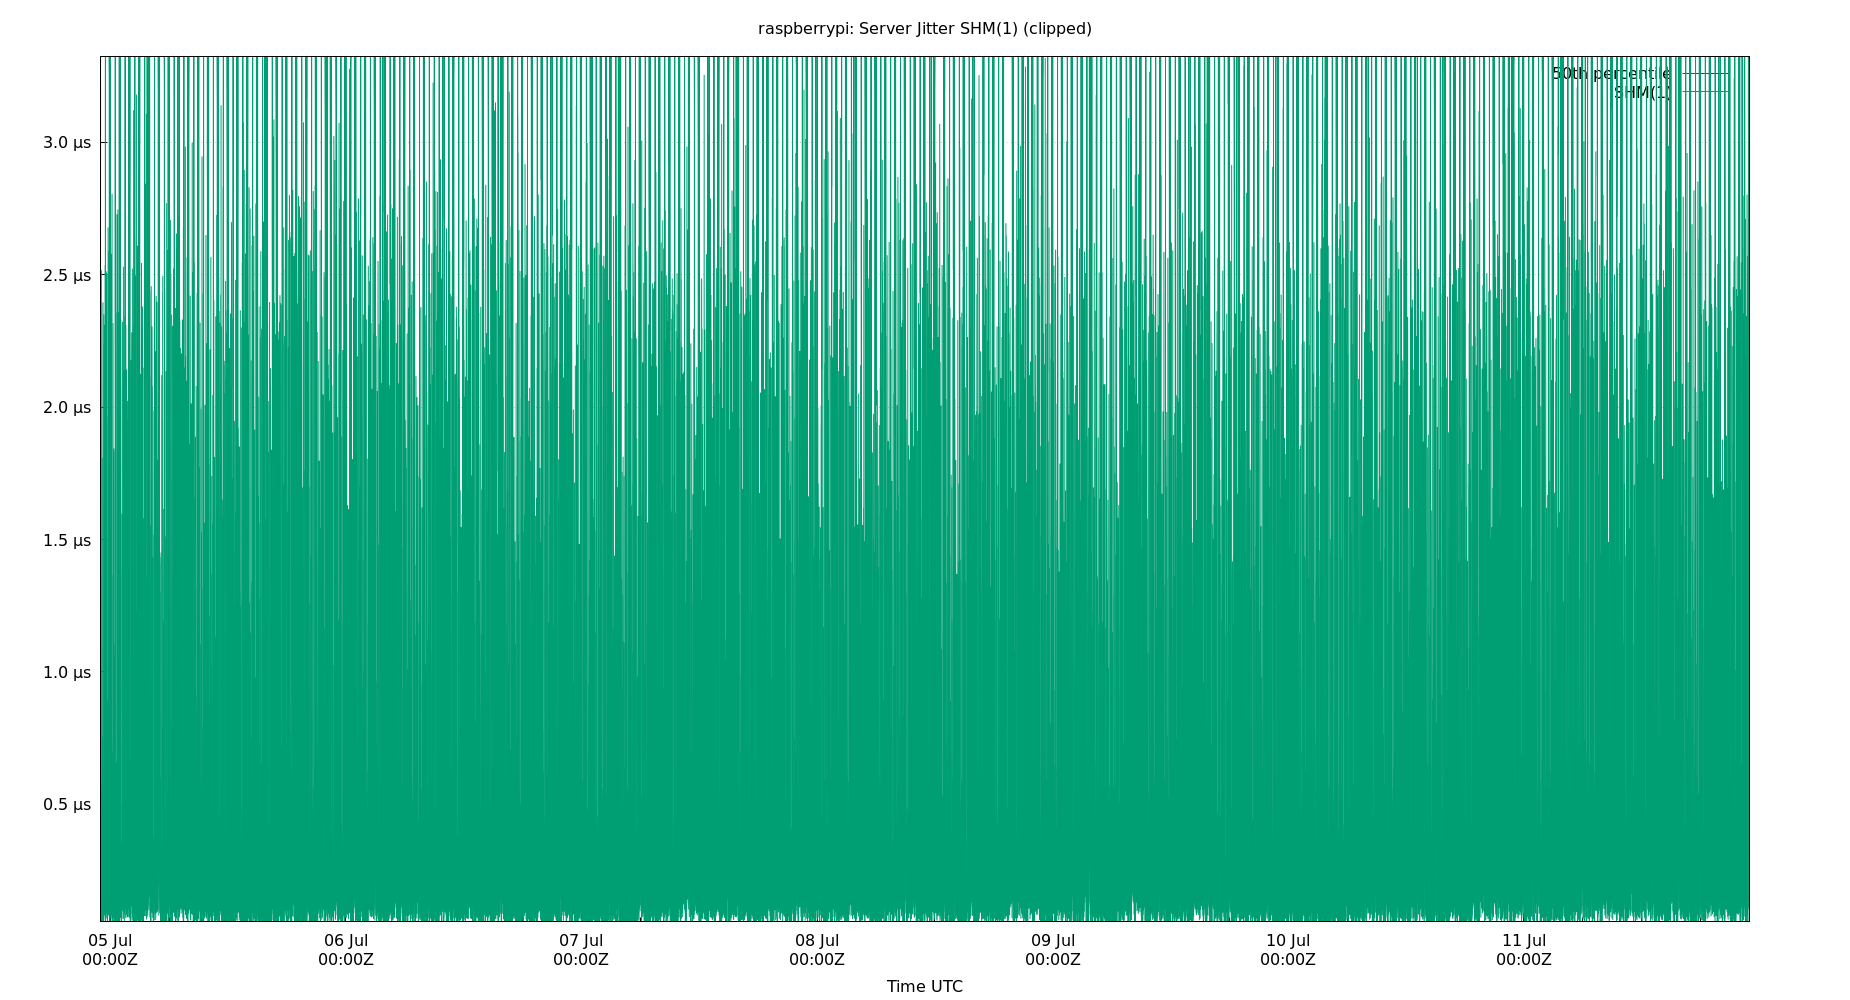 raspberrypi: Server Jitter SHM(1) (clipped)
50th percentile
SHM(1)
3.0 µs
2.5 µs
2.0 µs
1.5 µs
1.0 µs
0.5 µs
05 Jul 06 Jul 07 Jul 08 Jul 09 Jul 10 Jul 11 Jul
00:00Z 00:00Z 00:00Z 00:00Z 00:00Z 00:00Z 00:00Z
Time UTC